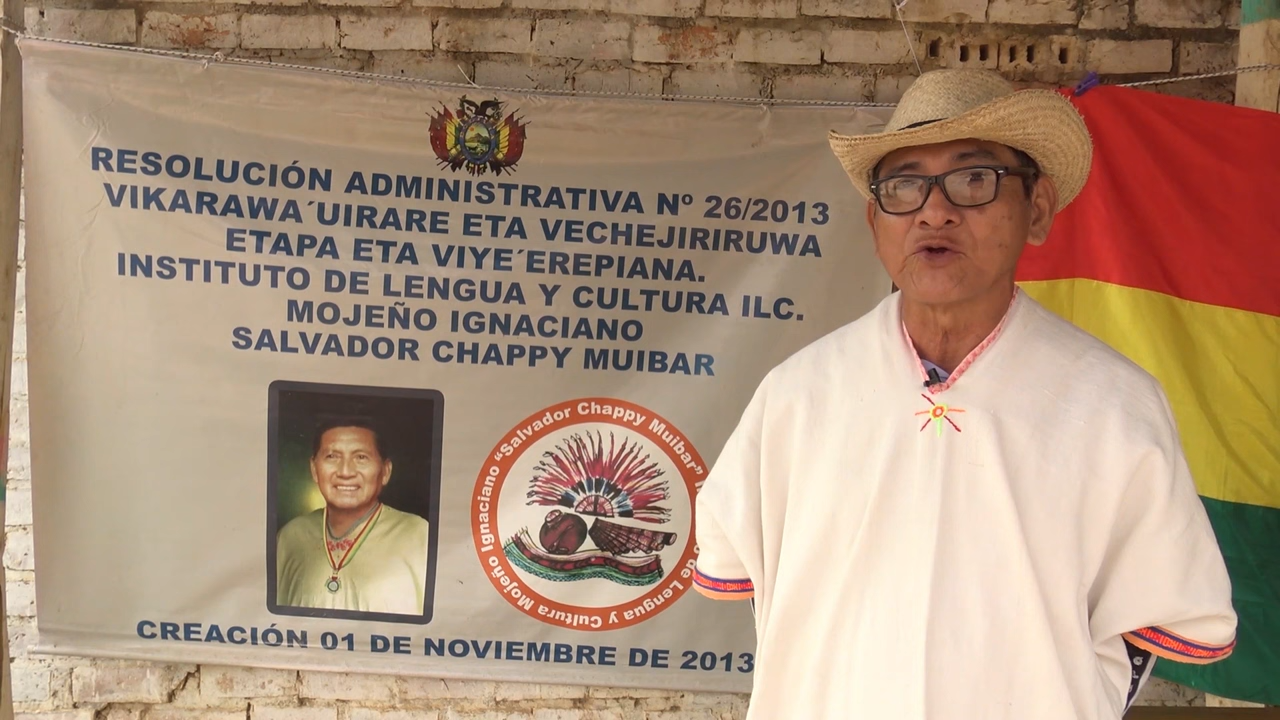 RESOLUCIÓN ADMINISTRATIVA Nº 26/2013
VIKARAWA´UIRARE ETA VECHEJIRIRUWA
ETAPA ETA VIYE´EREPIANA.
INSTITUTO DE LENGUA Y CULTURA ILC.
MOJEÑO IGNACIANO
SALVADOR CHAPPY MUIBAR
Mojeño Ignaciano "Salvador Chappy Muibar"
de Lengua y Cultura
CREACIÓN 01 DE NOVIEMBRE DE 2013